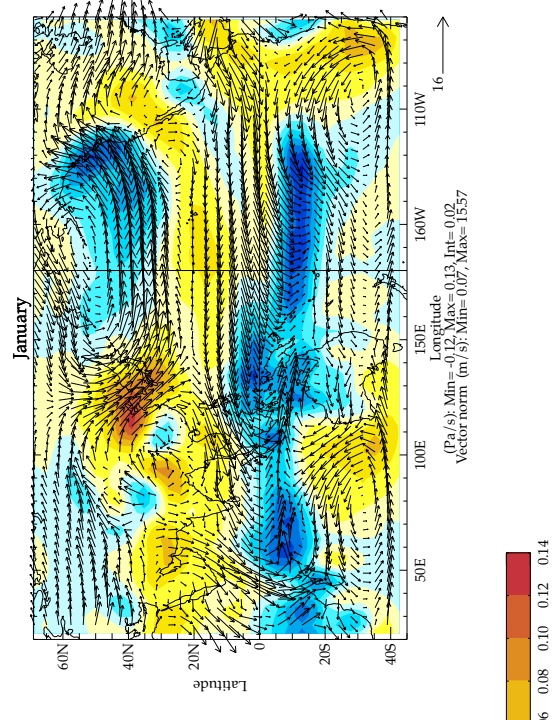 January
60N
40N
20N
0
20S
40S
Latitude
50E
100E
150E
160W
110W
Longitude
(Pa/s): Min= -0.12, Max= 0.13, Int= 0.02
Vector norm (m/s): Min= 0.07, Max= 15.57
16
0.08
0.10
0.12
0.14